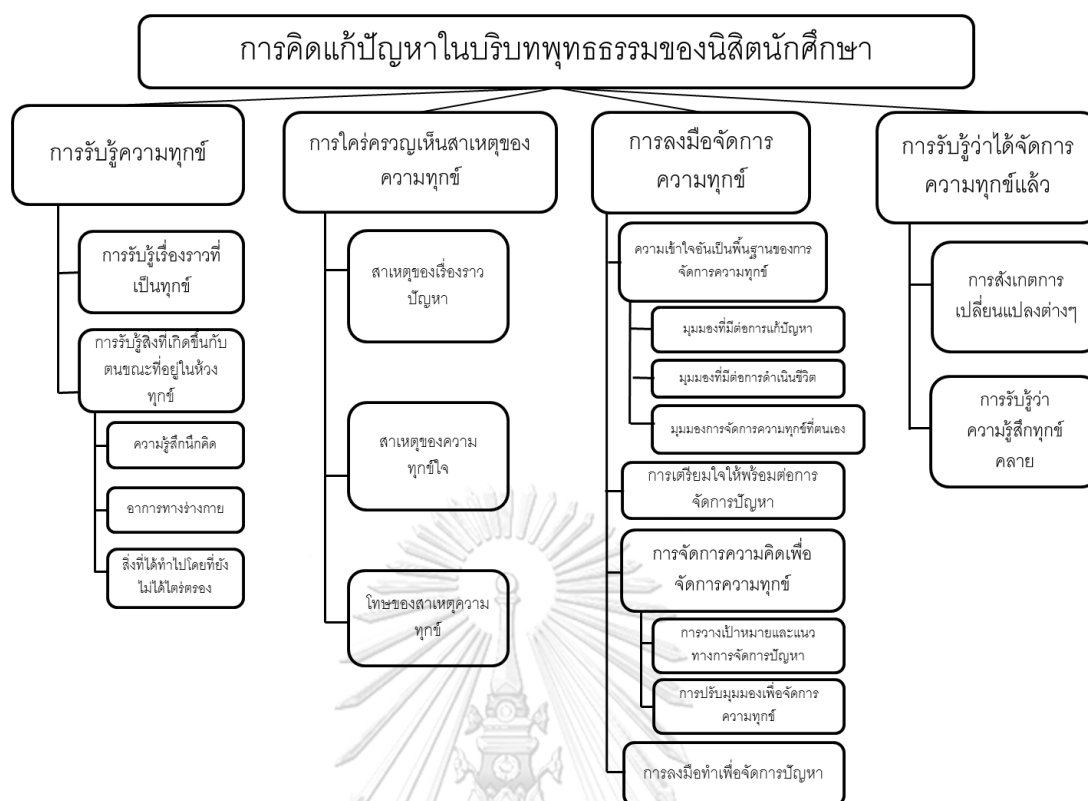 การคิดแก้ปัญหาในบริบทพุทธธรรมของนิสิตนักศึกษา
การรับรู้ความทุกข์
การรับรู้เรื่องราวที่
เป็นทุกข์
การรับรู้สิ่งที่เกิดขึ้นกับ
ตนขณะที่อยู่ในห้วง
ทุกข์
ความรู้สึกนึกคิด
อาการทางร่างกาย
สิ่งที่ได้ทำไปโดยที่ยัง
ไม่ได้ไตร่ตรอง
การใคร่ครวญเห็นสาเหตุของ
ความทุกข์
สาเหตุของเรื่องราว
ปัญหา
สาเหตุของความ
ทุกข์ใจ
โทษของสาเหตุความ
ทุกข์
การลงมือจัดการ
ความทุกข์
ความเข้าใจอันเป็นพื้นฐานของการ
จัดการความทุกข์
มุมมองที่มีต่อการแก้ปัญหา
มุมมองที่มีต่อการดำเนินชีวิต
มุมมองการจัดการความทุกข์ที่ตนเอง
การเตรียมใจให้พร้อมต่อการ
จัดการปัญหา
การจัดการความคิดเพื่อ
จัดการความทุกข์
การวางเป้าหมายและแนว
ทางการจัดการปัญหา
การปรับมุมมองเพื่อจัดการ
ความทุกข์
การลงมือทำเพื่อจัดการปัญหา
การรับรู้ว่าได้จัดการ
ความทุกข์แล้ว
การสังเกตการ
เปลี่ยนแปลงต่างๆ
การรับรู้ว่า
ความรู้สึกทุกข์
คลาย